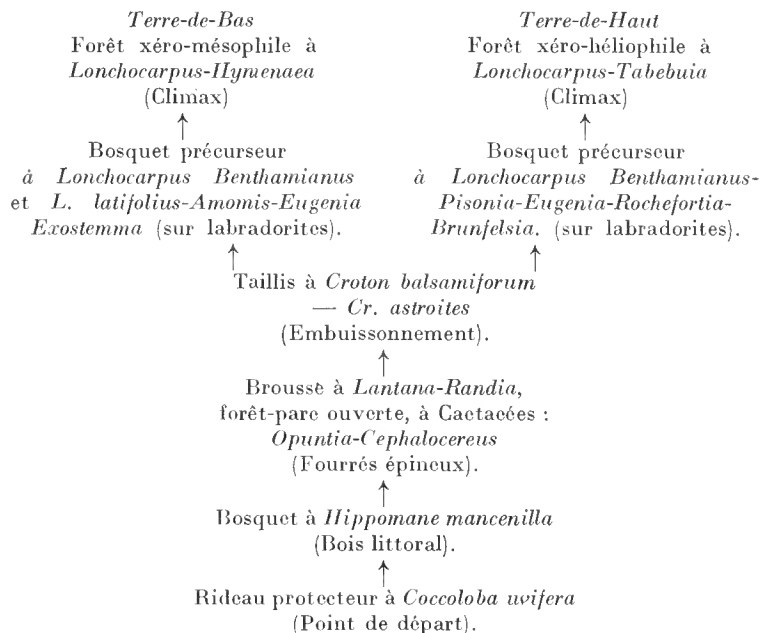 Terre-de-Bas
Forêt xéro-mésophile à
Lonchocarpus-Hymenaea
(Climax)
↑
Bosquet précurseur
à Lonchocarpus Benthamianus
et L. latifolius-Amomis-Eugenia
Exostemma (sur labradorites).
↑
Terre-de-Haut
Forêt xéro-héliophile à
Lonchocarpus-Tabebuia
(Climax)
↑
Bosquet précurseur
à Lonchocarpus Benthamianus-
Pisonia-Eugenia-Rochefortia-
Brunfelsia. (sur labradorites).
↑
Taillis à Croton balsamiforum
— Cr. astroites
(Embuissonnement).
↑
Brousse à Lantana-Randia,
forêt-parc ouverte, à Cactacées :
Opuntia-Cephalocereus
(Fourrés épineux).
↑
Bosquet à Hippomane mancenilla
(Bois littoral).
↑
Rideau protecteur à Coccoloba uvifera
(Point de départ).